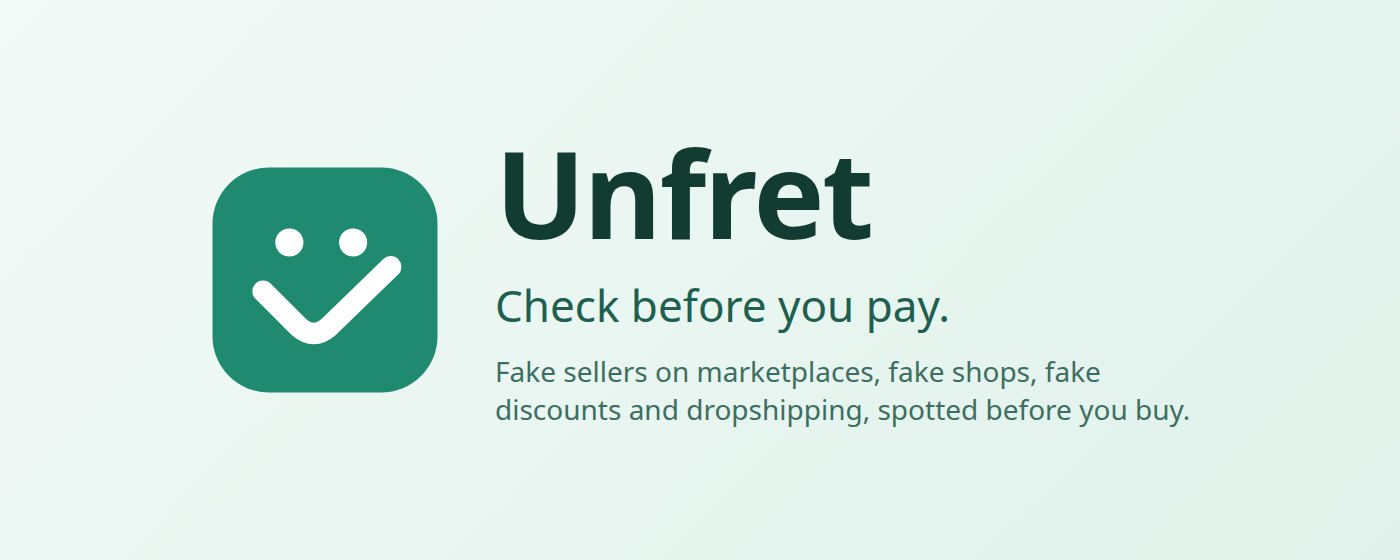 Unfret
Check before you pay.
Fake sellers on marketplaces, fake shops, fake
discounts and dropshipping, spotted before you buy.